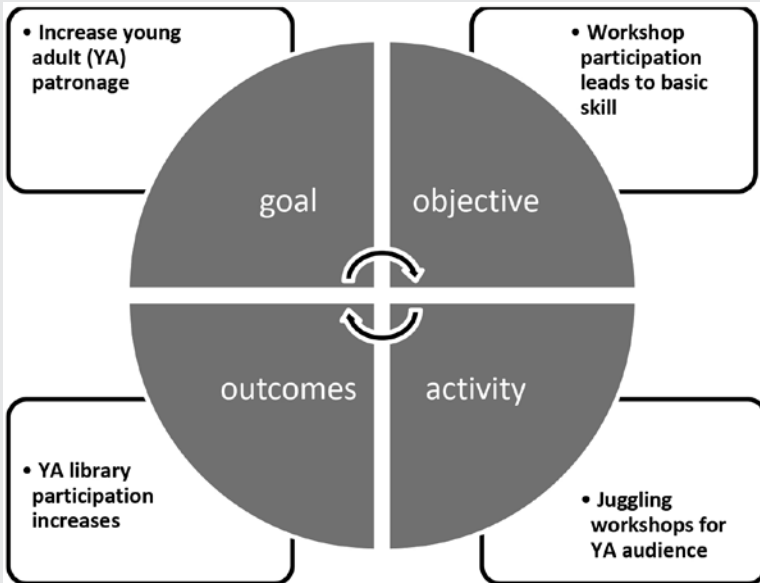 • Increase young
adult (YA)
patronage
• Workshop
participation
leads to basic
skill
goal
objective
outcomes
activity
• YA library
participation
increases
• Juggling
workshops for
YA audience